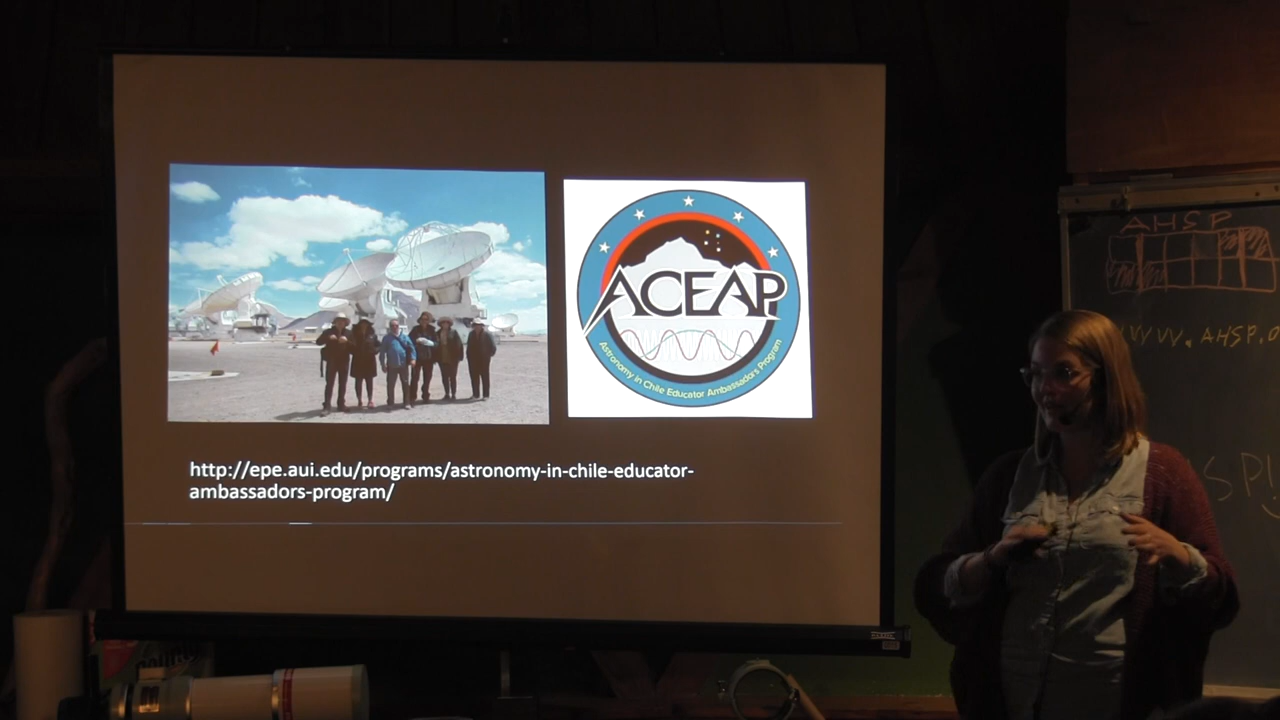 ACEAP
Astronomy in Chile Educator Ambassadors Program
http://epe.aui.edu/programs/astronomy-in-chile-educator-
ambassadors-program/
AHSP